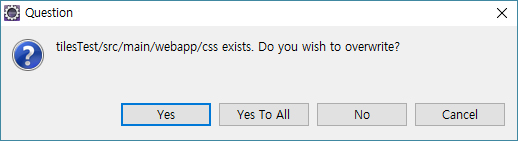 Question
tilesTest/src/main/webapp/css exists. Do you wish to overwrite?
Yes
Yes To All
No
Cancel